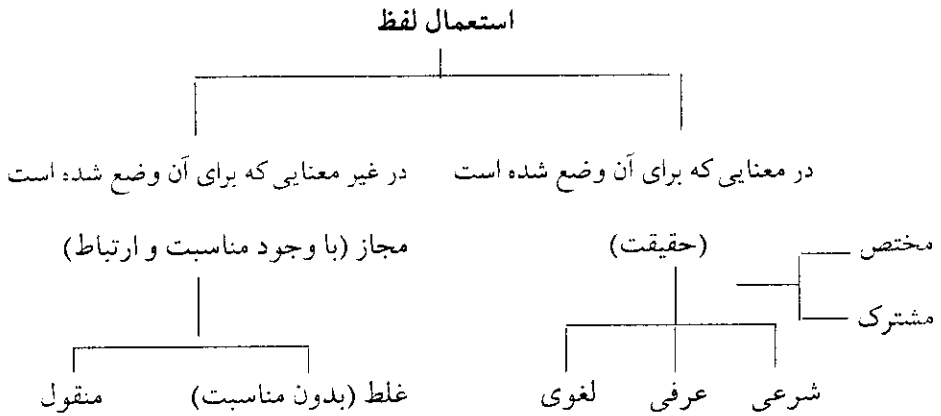 استعمال لفظ
در معنایی که برای آن وضع شده است
در غیر معنایی که برای آن وضع شده است
مختص
(حقیقت)
مجاز (با وجود مناسبت و ارتباط)
مشترک
شرعی
عرفی
لغوی
غلط (بدون مناسبت)
منقول